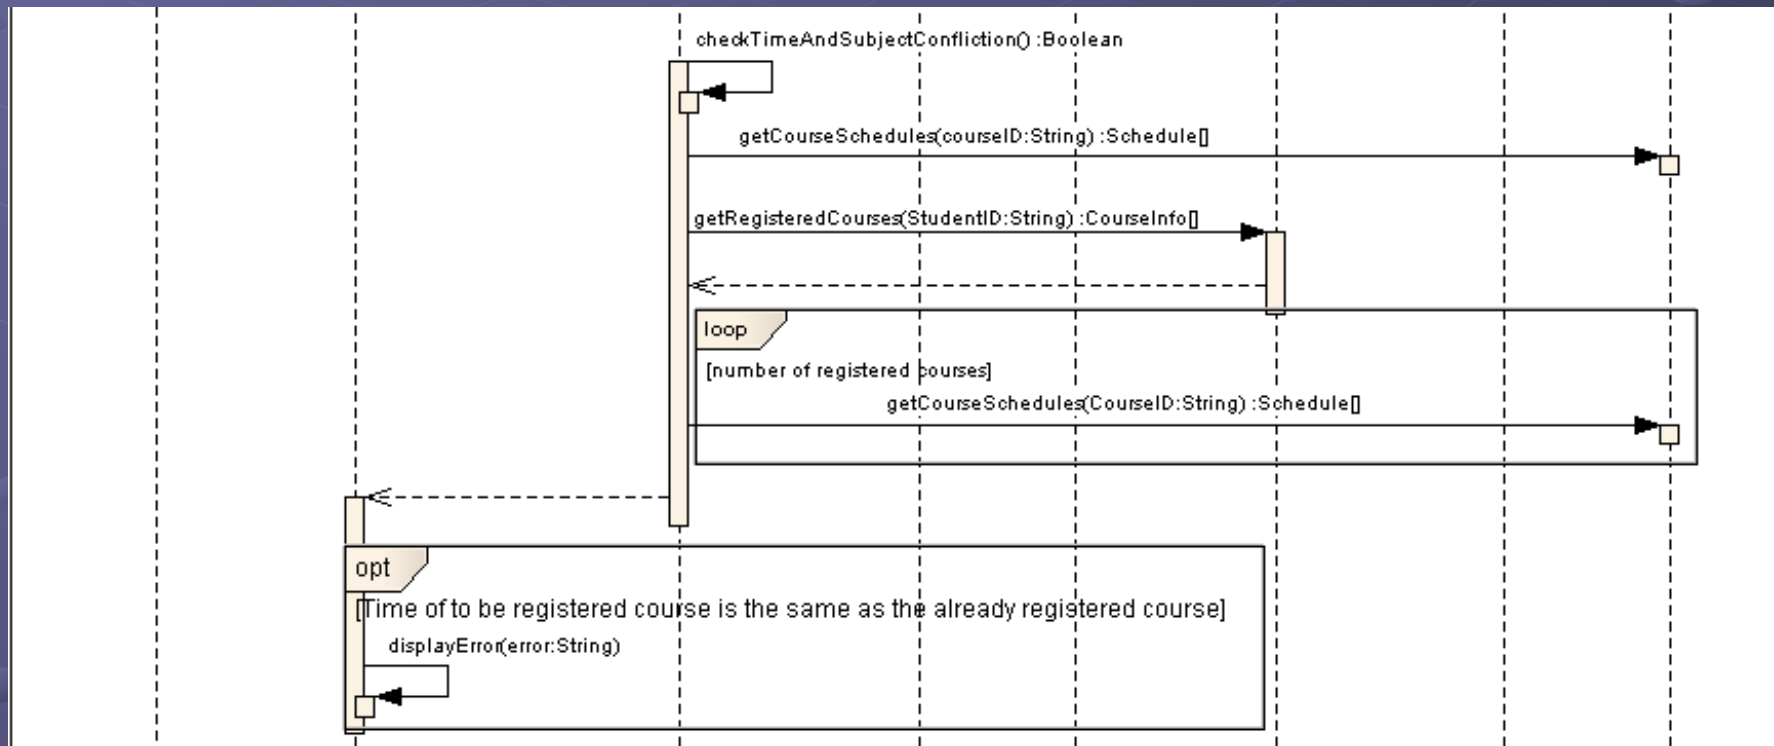 checkTimeAndSubjectConfliction() :Boolean
getCourseSchedules(courseID:String) :Schedule[]
getRegisteredCourses(StudentID:String) :CourseInfo[]
loop
[number of registered courses]
getCourseSchedules(CourseID:String) :Schedule[]
opt
[Time of to be registered course is the same as the already registered course]
displayError(error:String)